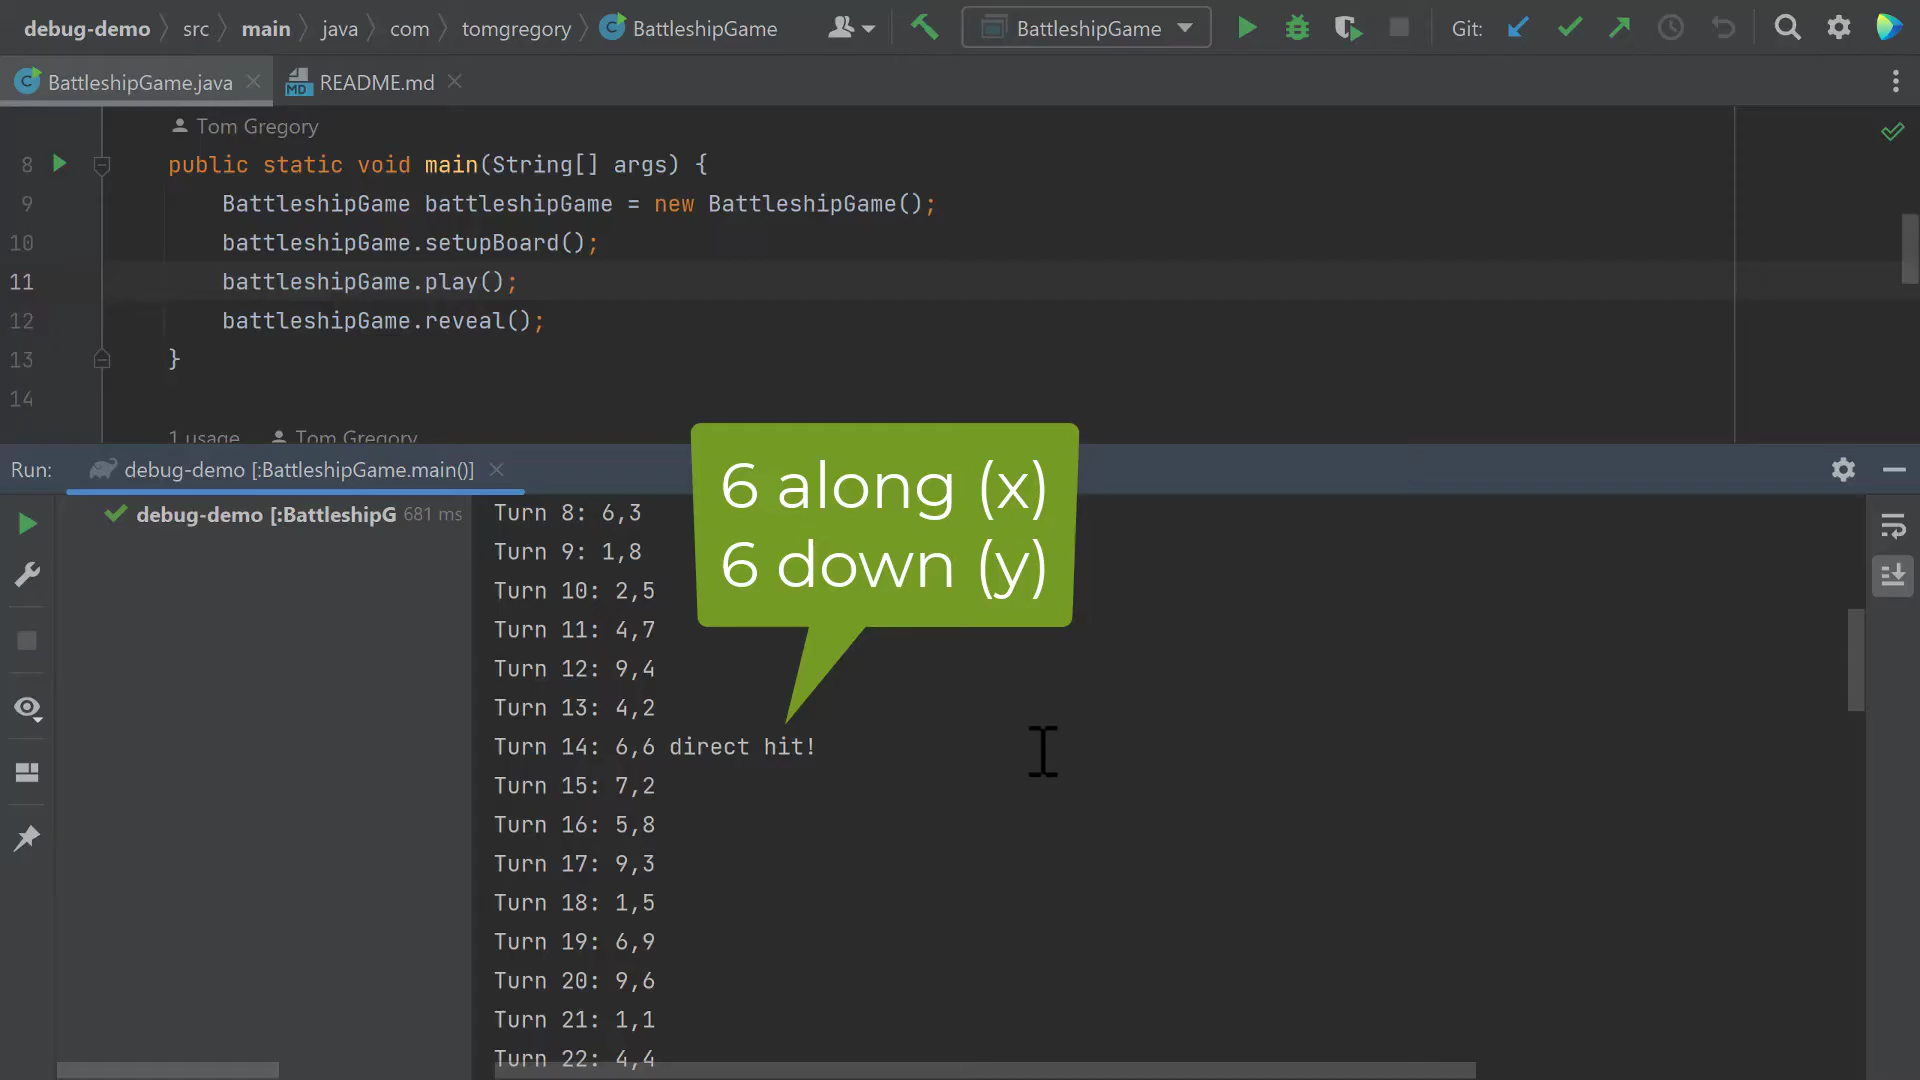 debug-demo src main java com tomgregory BattleshipGame BattleshipGame Git:
BattleshipGame.java README.md
Tom Gregory
8 public static void main(String[] args) {
9 BattleshipGame battleshipGame = new BattleshipGame();
10 battleshipGame.setupBoard();
11 battleshipGame.play();
12 battleshipGame.reveal();
13 }
14
1 usage Tom Gregory
6 along (x)
6 down (y)
Run: debug-demo [:BattleshipGame.main()]
debug-demo [:BattleshipG 681 ms
Turn 8: 6,3
Turn 9: 1,8
Turn 10: 2,5
Turn 11: 4,7
Turn 12: 9,4
Turn 13: 4,2
Turn 14: 6,6 direct hit!
Turn 15: 7,2
Turn 16: 5,8
Turn 17: 9,3
Turn 18: 1,5
Turn 19: 6,9
Turn 20: 9,6
Turn 21: 1,1
Turn 22: 4,4